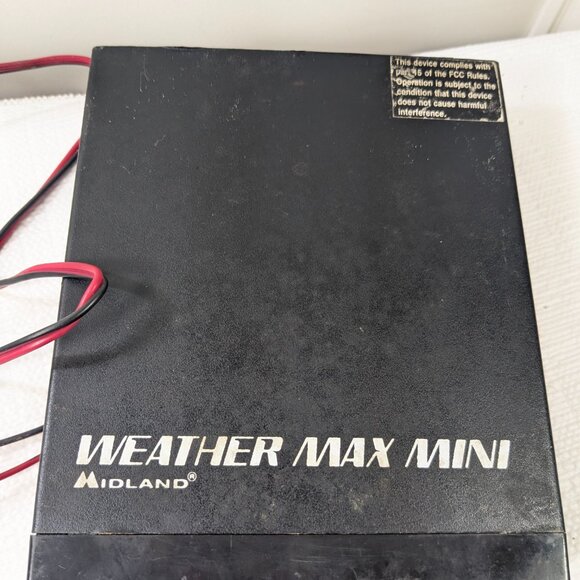 This device complies with
part 15 of the FCC Rules.
Operation is subject to the
condition that this device
does not cause harmful
interference.
WEATHER MAX MINI
MIDLAND®